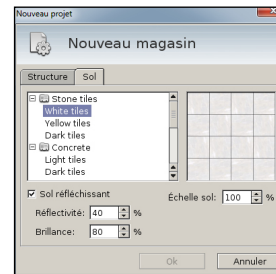 Nouveau projet
Nouveau magasin
Structure Sol
Stone tiles
White tiles
Yellow tiles
Dark tiles
Concrete
Light tiles
Dark tiles
Sol réfléchissant
Échelle sol: 100 %
Réflectivité: 40 %
Brillance: 80 %
Ok Annuler